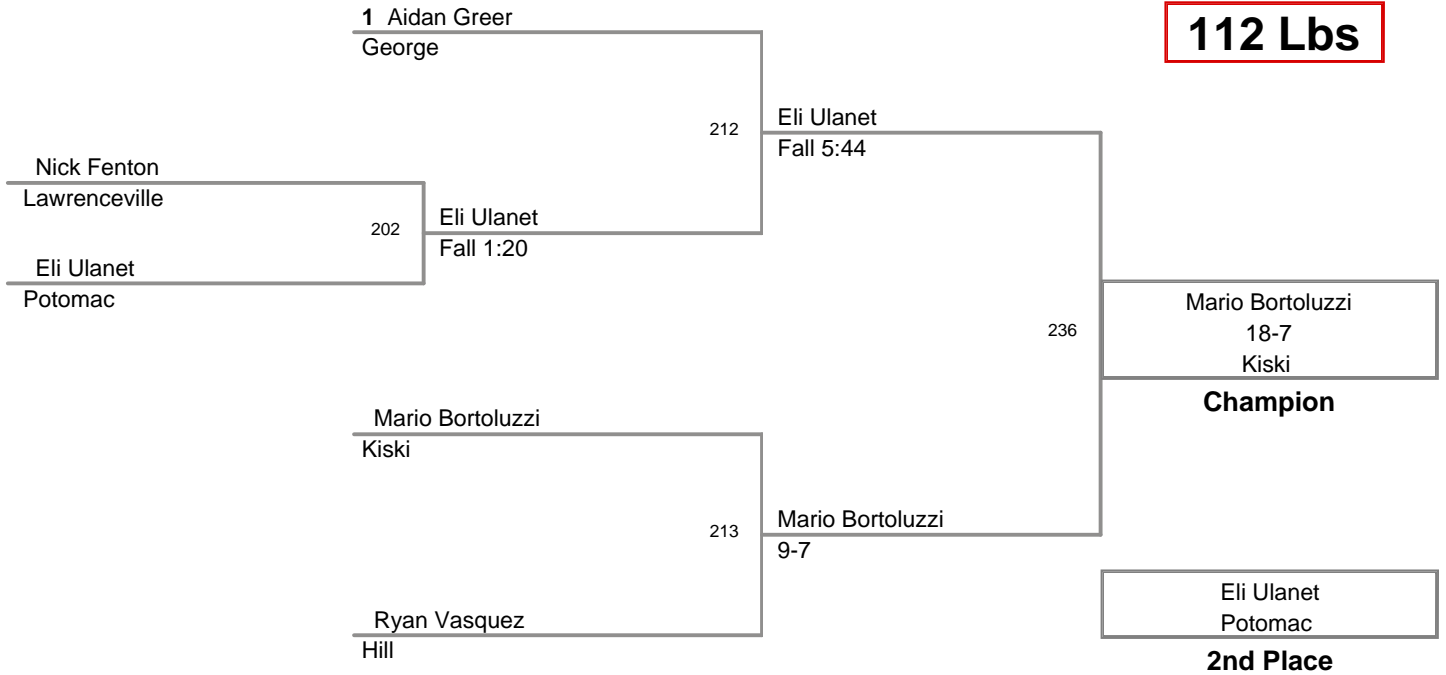 1 Aidan Greer
George
112 Lbs
212
Eli Ulanet
Fall 5:44
Nick Fenton
Lawrenceville
202
Eli Ulanet
Fall 1:20
Eli Ulanet
Potomac
236
Mario Bortoluzzi
18-7
Kiski
Champion
Mario Bortoluzzi
Kiski
213
Mario Bortoluzzi
9-7
Ryan Vasquez
Hill
Eli Ulanet
Potomac
2nd Place